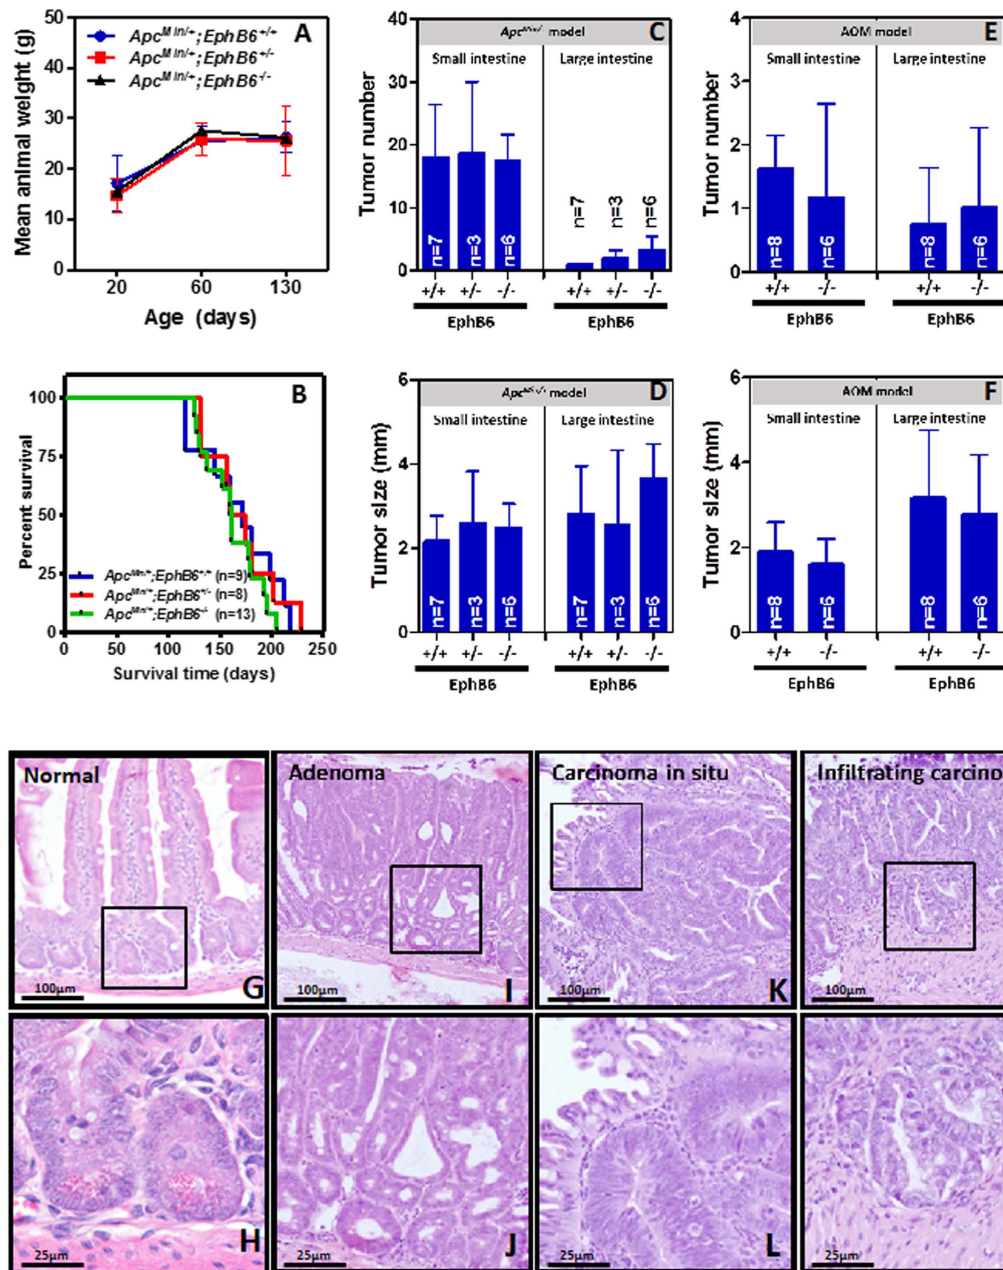 A
Apc^Min/+;EphB6^+/+
Apc^Min/+;EphB6^+/-
Apc^Min/+;EphB6^-/-
Mean animal weight (g)
50
40
30
20
10
0
20 60 130
Age (days)
C
Apc^Min/+ model
Small intestine Large intestine
Tumor number
40
30
20
10
0
n=7 n=3 n=6 n=7 n=3 n=6
+/+ +/- -/- +/+ +/- -/-
EphB6 EphB6
E
AOM model
Small intestine Large intestine
Tumor number
4
3
2
1
0
n=8 n=6 n=8 n=6
+/+ -/- +/+ -/-
EphB6 EphB6
B
Percent survival
100
75
50
25
0
Apc^Min/+;EphB6^+/+ (n=9)
Apc^Min/+;EphB6^+/- (n=8)
Apc^Min/+;EphB6^-/- (n=13)
0 50 100 150 200 250
Survival time (days)
D
Apc^Min/+ model
Small intestine Large intestine
Tumor size (mm)
6
4
2
0
n=7 n=3 n=6 n=7 n=3 n=6
+/+ +/- -/- +/+ +/- -/-
EphB6 EphB6
F
AOM model
Small intestine Large intestine
Tumor size (mm)
6
4
2
0
n=8 n=6 n=8 n=6
+/+ -/- +/+ -/-
EphB6 EphB6
Normal
100µm
G
Adenoma
100µm
I
Carcinoma in situ
100µm
K
Infiltrating carcino
100µm
25µm
H
25µm
J
25µm
L
25µm